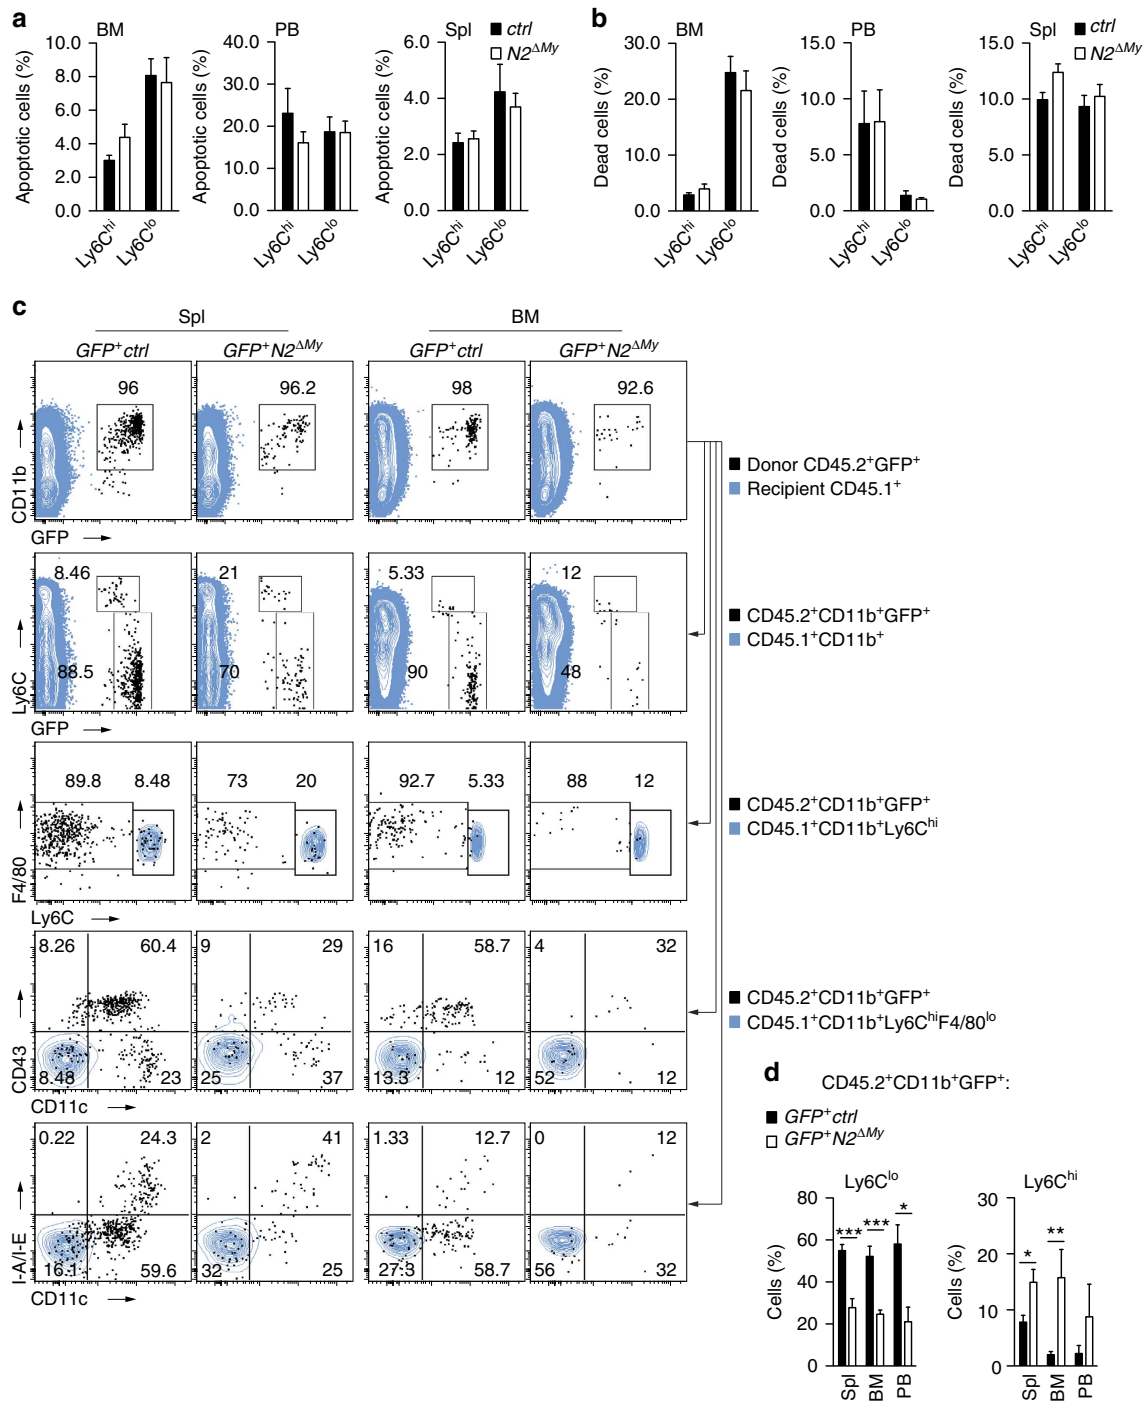 a
BM
PB
Spl
ctrl
N2ΔMy
Apoptotic cells (%)
10.0
8.0
6.0
4.0
2.0
0.0
Ly6Chi
Ly6Clo
Apoptotic cells (%)
40.0
30.0
20.0
10.0
0.0
Ly6Chi
Ly6Clo
Apoptotic cells (%)
6.0
4.0
2.0
0.0
Ly6Chi
Ly6Clo
b
BM
PB
Spl
ctrl
N2ΔMy
Dead cells (%)
30.0
20.0
10.0
0.0
Ly6Chi
Ly6Clo
Dead cells (%)
15.0
10.0
5.0
0.0
Ly6Chi
Ly6Clo
Dead cells (%)
15.0
10.0
5.0
0.0
Ly6Chi
Ly6Clo
c
Spl
BM
GFP+ctrl
GFP+N2ΔMy
GFP+ctrl
GFP+N2ΔMy
96
96.2
98
92.6
CD11b
GFP
Donor CD45.2+GFP+
Recipient CD45.1+
8.46
21
5.33
12
88.5
70
90
48
Ly6C
GFP
CD45.2+CD11b+GFP+
CD45.1+CD11b+
89.8 8.48
73 20
92.7 5.33
88 12
F4/80
Ly6C
CD45.2+CD11b+GFP+
CD45.1+CD11b+Ly6Chi
8.26 60.4
9 29
16 58.7
4 32
8.48 23
25 37
13.3 12
52 12
CD43
CD11c
CD45.2+CD11b+GFP+
CD45.1+CD11b+Ly6ChiF4/80lo
0.22 24.3
2 41
1.33 12.7
0 12
16.1 59.6
32 25
27.3 58.7
56 32
I-A/I-E
CD11c
d
CD45.2+CD11b+GFP+:
GFP+ctrl
GFP+N2ΔMy
Ly6Clo
Cells (%)
80
60
40
20
0
***
***
*
Spl
BM
PB
Ly6Chi
Cells (%)
30
20
10
0
*
**
Spl
BM
PB